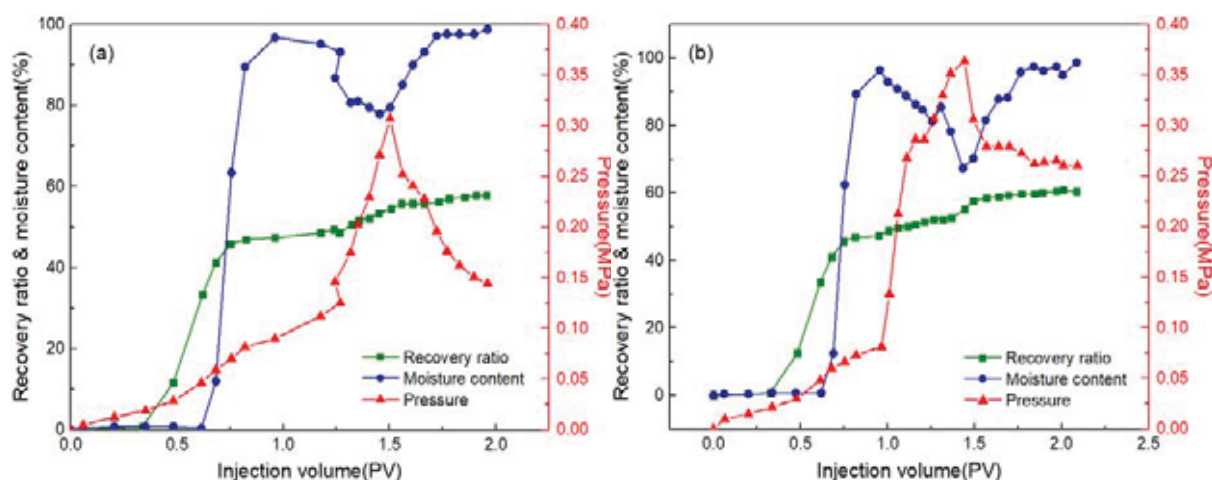 (a)
Recovery ratio & moisture content(%)
100
80
60
40
20
0
0.0 0.5 1.0 1.5 2.0
Injection volume(PV)
0.40
0.35
0.30
0.25
0.20
0.15
0.10
0.05
0.00
Pressure(MPa)
Recovery ratio
Moisture content
Pressure
(b)
Recovery ratio & moisture content(%)
100
80
60
40
20
0
0.0 0.5 1.0 1.5 2.0 2.5
Injection volume(PV)
0.40
0.35
0.30
0.25
0.20
0.15
0.10
0.05
0.00
Pressure(MPa)
Recovery ratio
Moisture content
Pressure